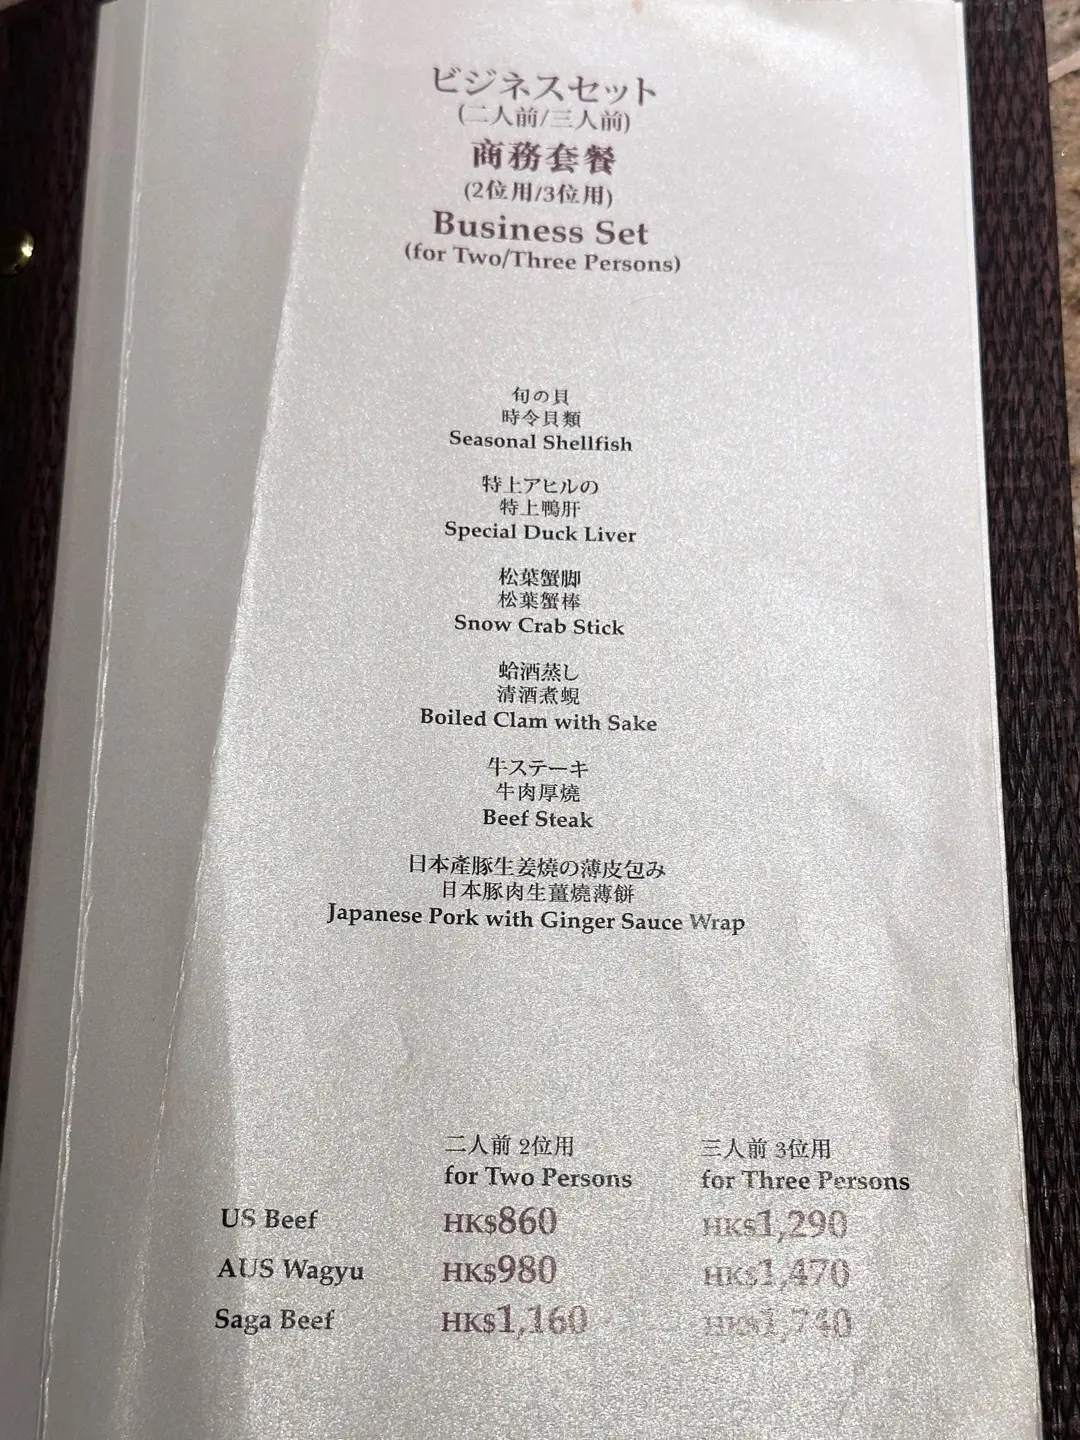 ビジネスセット
(二人前/三人前)
商務套餐
(2位用/3位用)
Business Set
(for Two/Three Persons)
旬の貝
時令貝類
Seasonal Shellfish
特上アヒルの
特上鴨肝
Special Duck Liver
松葉蟹脚
松葉蟹棒
Snow Crab Stick
蛤酒蒸し
清酒煮蜆
Boiled Clam with Sake
牛ステーキ
牛肉厚燒
Beef Steak
日本産豚生姜燒の薄皮包み
日本豚肉生薑燒薄餅
Japanese Pork with Ginger Sauce Wrap
二人前 2位用 三人前 3位用
for Two Persons for Three Persons
US Beef HK$860 HK$1,290
AUS Wagyu HK$980 HK$1,470
Saga Beef HK$1,160 HK$1,740